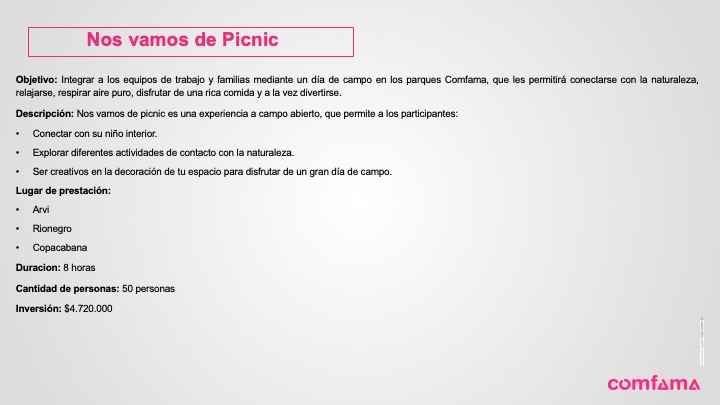 Nos vamos de Picnic
Objetivo: Integrar a los equipos de trabajo y familias mediante un día de campo en los parques Comfama, que les permitirá conectarse con la naturaleza,
relajarse, respirar aire puro, disfrutar de una rica comida y a la vez divertirse.
Descripción: Nos vamos de picnic es una experiencia a campo abierto, que permite a los participantes:
• Conectar con su niño interior.
• Explorar diferentes actividades de contacto con la naturaleza.
• Ser creativos en la decoración de tu espacio para disfrutar de un gran día de campo.
Lugar de prestación:
• Arvi
• Rionegro
• Copacabana
Duracion: 8 horas
Cantidad de personas: 50 personas
Inversión: $4.720.000
comfama